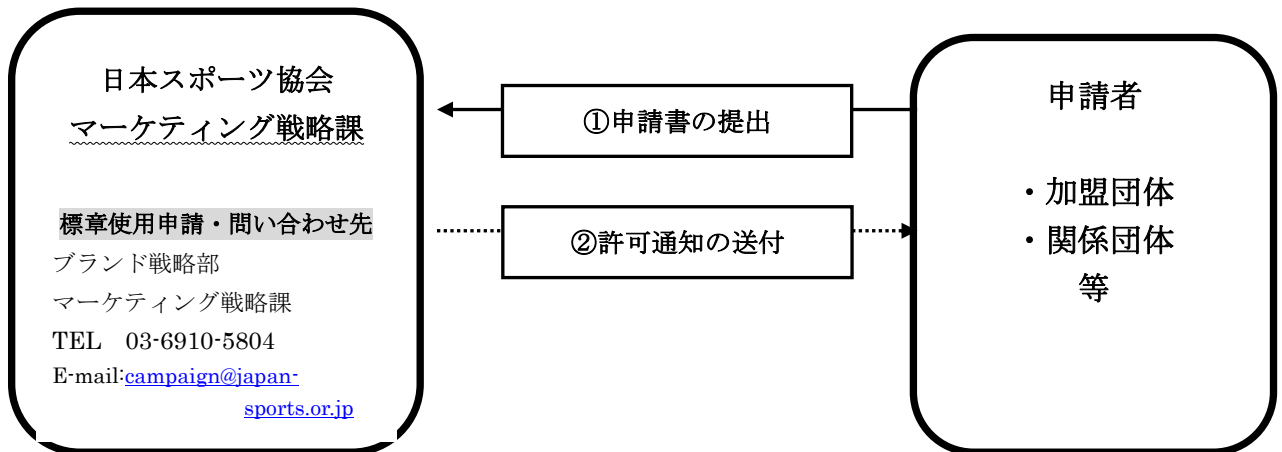 日本スポーツ協会
マーケティング戦略課
標章使用申請・問い合わせ先
ブランド戦略部
マーケティング戦略課
TEL　03-6910-5804
E-mail:campaign@japan-
sports.or.jp
①申請書の提出
②許可通知の送付
申請者
・加盟団体
・関係団体
等